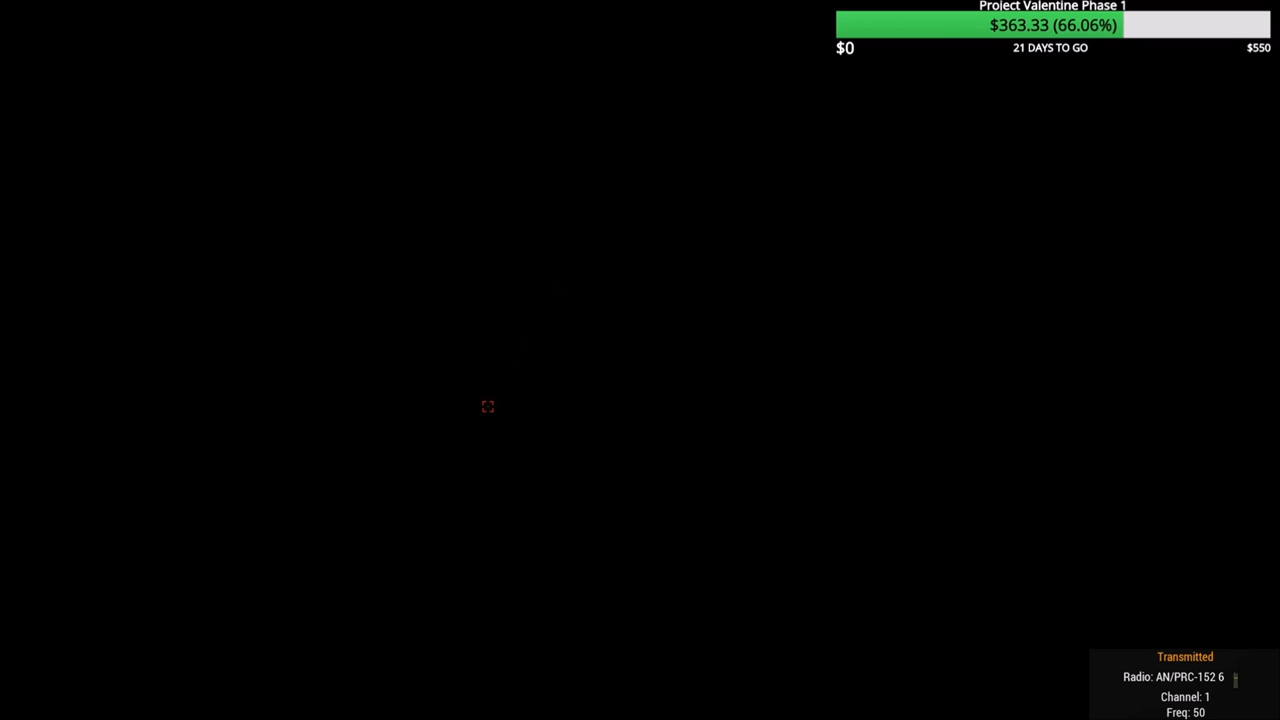 Project Valentine Phase 1
$363.33 (66.06%)
$0 21 DAYS TO GO $550
Transmitted
Radio: AN/PRC-152 6
Channel: 1
Freq: 50